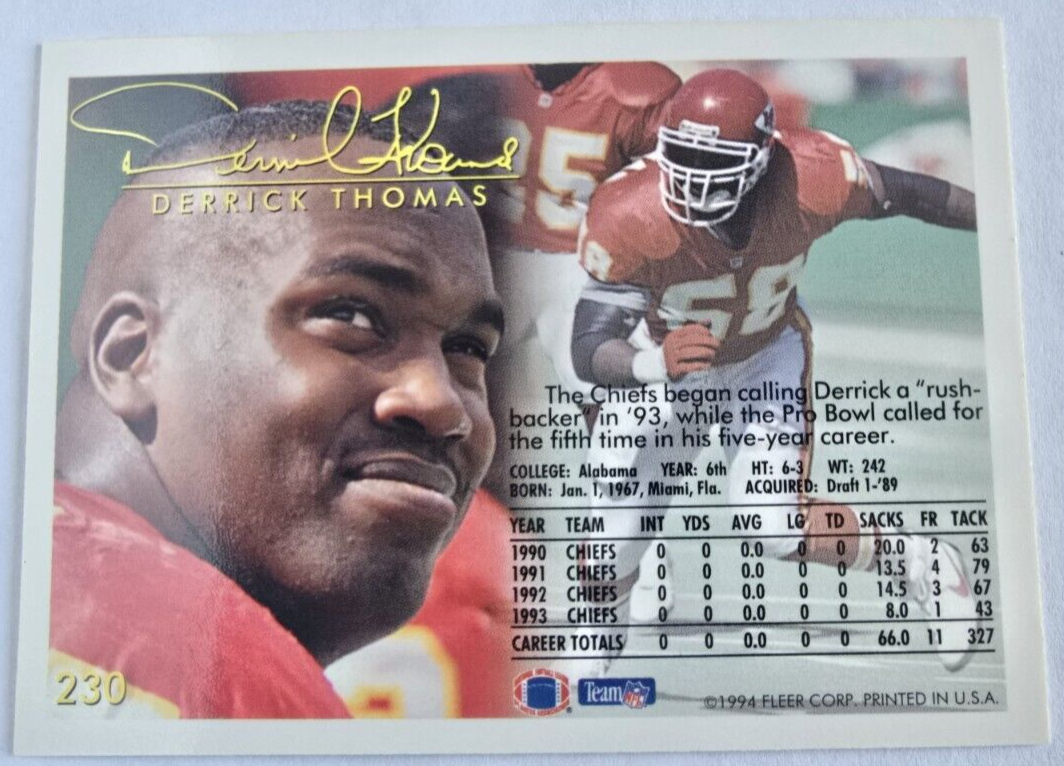 Derrick Thomas
DERRICK THOMAS
25
58
58
The Chiefs began calling Derrick a “rush-
backer” in ’93, while the Pro Bowl called for
the fifth time in his five-year career.
COLLEGE: Alabama YEAR: 6th HT: 6-3 WT: 242
BORN: Jan. 1, 1967, Miami, Fla. ACQUIRED: Draft 1-’89
YEAR TEAM INT YDS AVG LG TD SACKS FR TACK
1990 CHIEFS 0 0 0.0 0 0 20.0 2 63
1991 CHIEFS 0 0 0.0 0 0 13.5 4 79
1992 CHIEFS 0 0 0.0 0 0 14.5 3 67
1993 CHIEFS 0 0 0.0 0 0 8.0 1 43
CAREER TOTALS 0 0 0.0 0 0 66.0 11 327
230
Team NFL
©1994 FLEER CORP. PRINTED IN U.S.A.